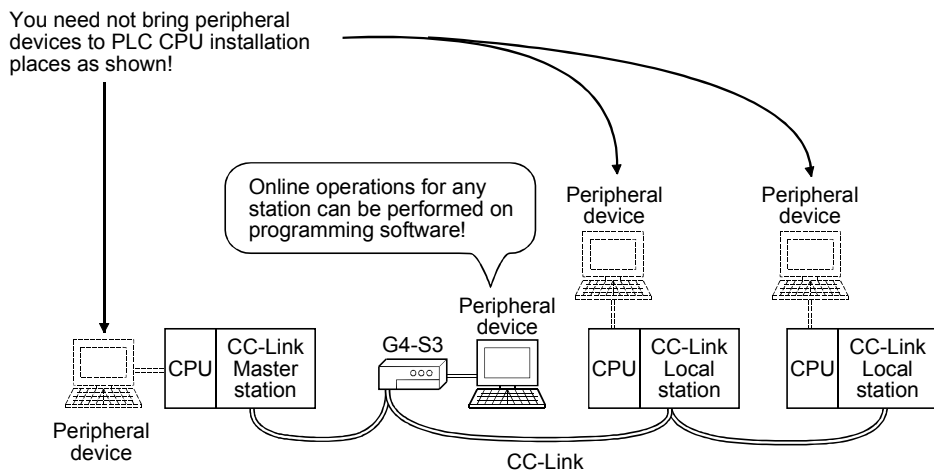 You need not bring peripheral
devices to PLC CPU installation
places as shown!
Online operations for any
station can be performed on
programming software!
Peripheral
device
Peripheral
device
Peripheral
device
G4-S3
CPU
CC-Link
Master
station
CPU
CC-Link
Local
station
CPU
CC-Link
Local
station
Peripheral
device
CC-Link